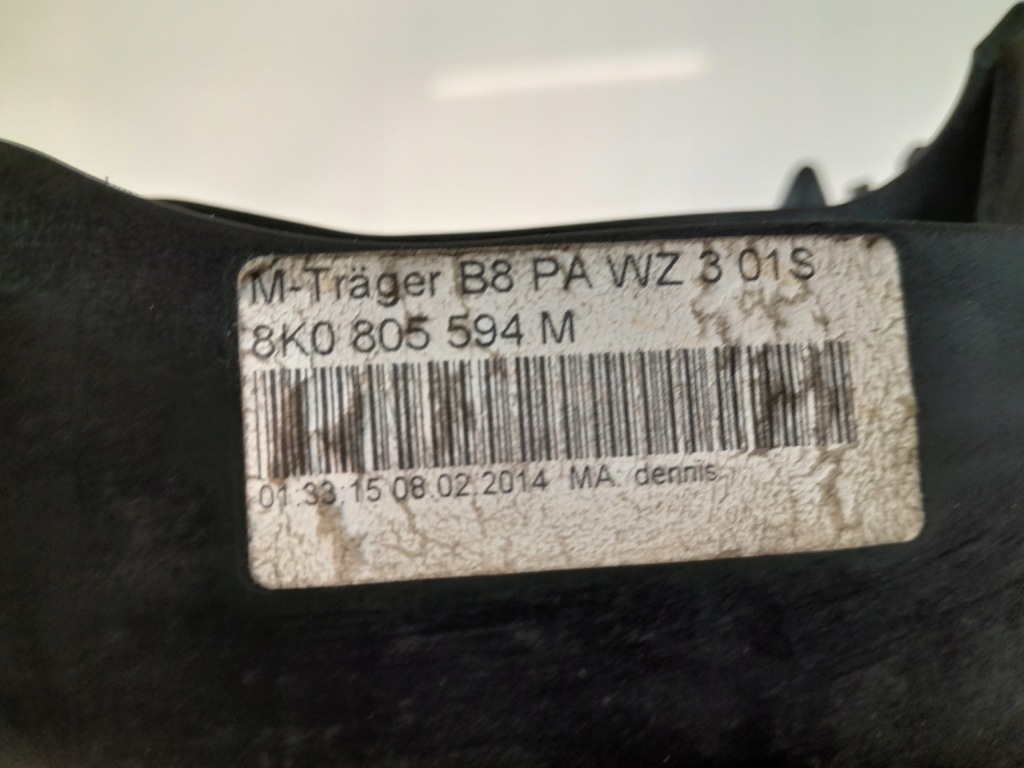 M-Träger B8 PA WZ 3 01S
8K0 805 594 M
01:33:15 08.02.2014 MA: dennis